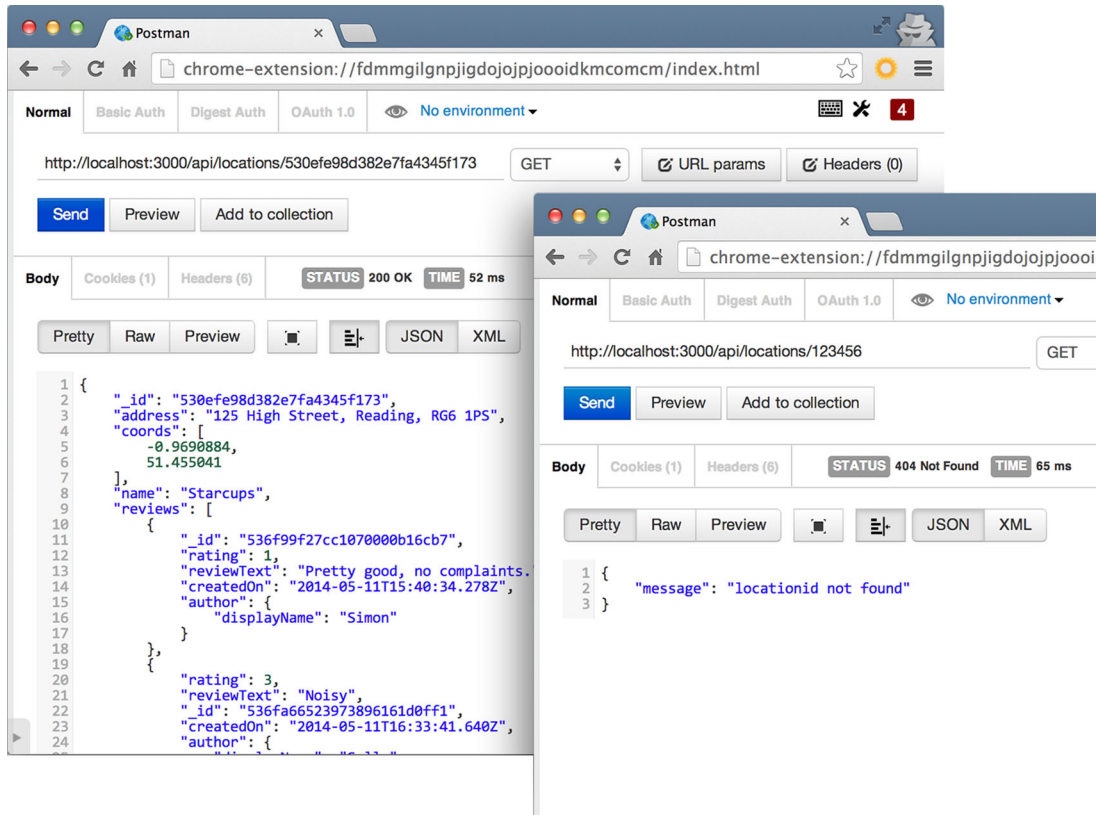 Postman
chrome-extension://fdmmgilgnpjigdojojpjoooidkmcomcm/index.html
Normal Basic Auth Digest Auth OAuth 1.0 No environment 4
http://localhost:3000/api/locations/530efe98d382e7fa4345f173 GET URL params Headers (0)
Send Preview Add to collection
Body Cookies (1) Headers (6) STATUS 200 OK TIME 52 ms
Pretty Raw Preview JSON XML
1 {
2 "_id": "530efe98d382e7fa4345f173",
3 "address": "125 High Street, Reading, RG6 1PS",
4 "coords": [
5 -0.9690884,
6 51.455041
7 ],
8 "name": "Starcups",
9 "reviews": [
10 {
11 "_id": "536f99f27cc1070000b16cb7",
12 "rating": 1,
13 "reviewText": "Pretty good, no complaints.
14 "createdOn": "2014-05-11T15:40:34.278Z",
15 "author": {
16 "displayName": "Simon"
17 }
18 },
19 {
20 "rating": 3,
21 "reviewText": "Noisy",
22 "_id": "536fa66523973896161d0ff1",
23 "createdOn": "2014-05-11T16:33:41.640Z",
24 "author": {
Postman
chrome-extension://fdmmgilgnpjigdojojpjoooi
Normal Basic Auth Digest Auth OAuth 1.0 No environment
http://localhost:3000/api/locations/123456 GET
Send Preview Add to collection
Body Cookies (1) Headers (6) STATUS 404 Not Found TIME 65 ms
Pretty Raw Preview JSON XML
1 {
2 "message": "locationid not found"
3 }